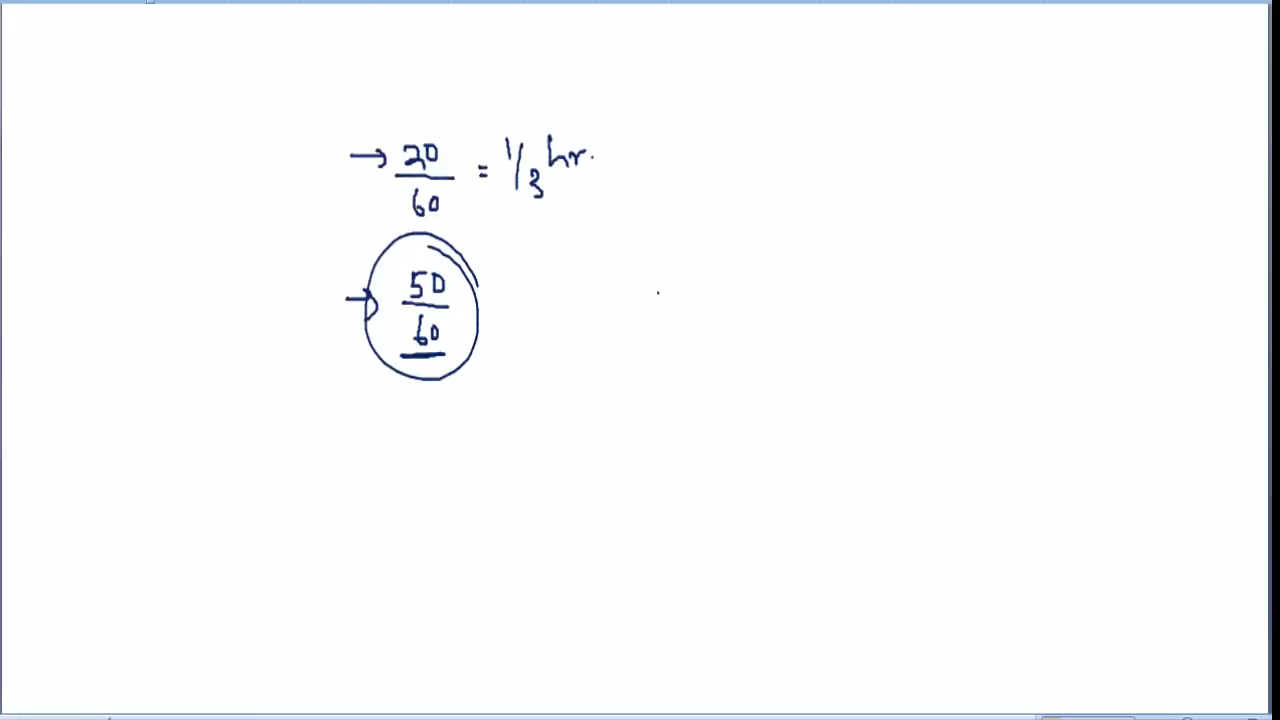 → 20/60 = 1/3 hr.
→ 50/60